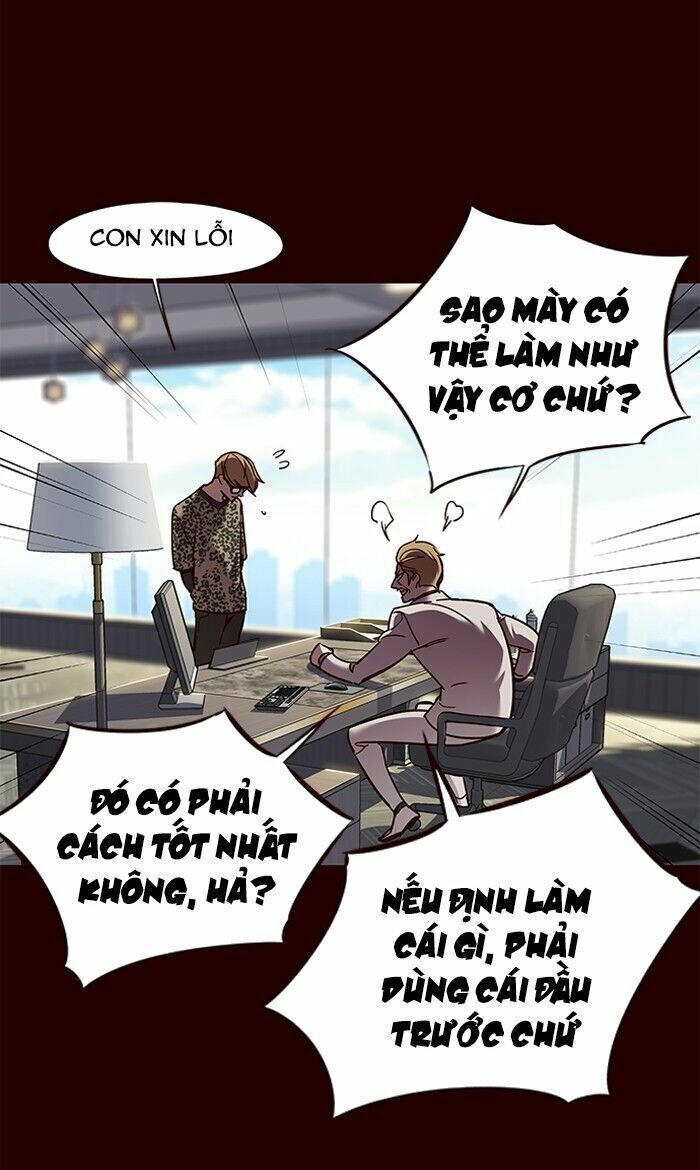 CON XIN LỖI
SAO MÀY CÓ
THỂ LÀM NHƯ
VẬY CƠ CHỨ?
ĐÓ CÓ PHẢI
CÁCH TỐT NHẤT
KHÔNG, HẢ?
NẾU ĐỊNH LÀM
CÁI GÌ, PHẢI
DÙNG CÁI ĐẦU
TRƯỚC CHỨ